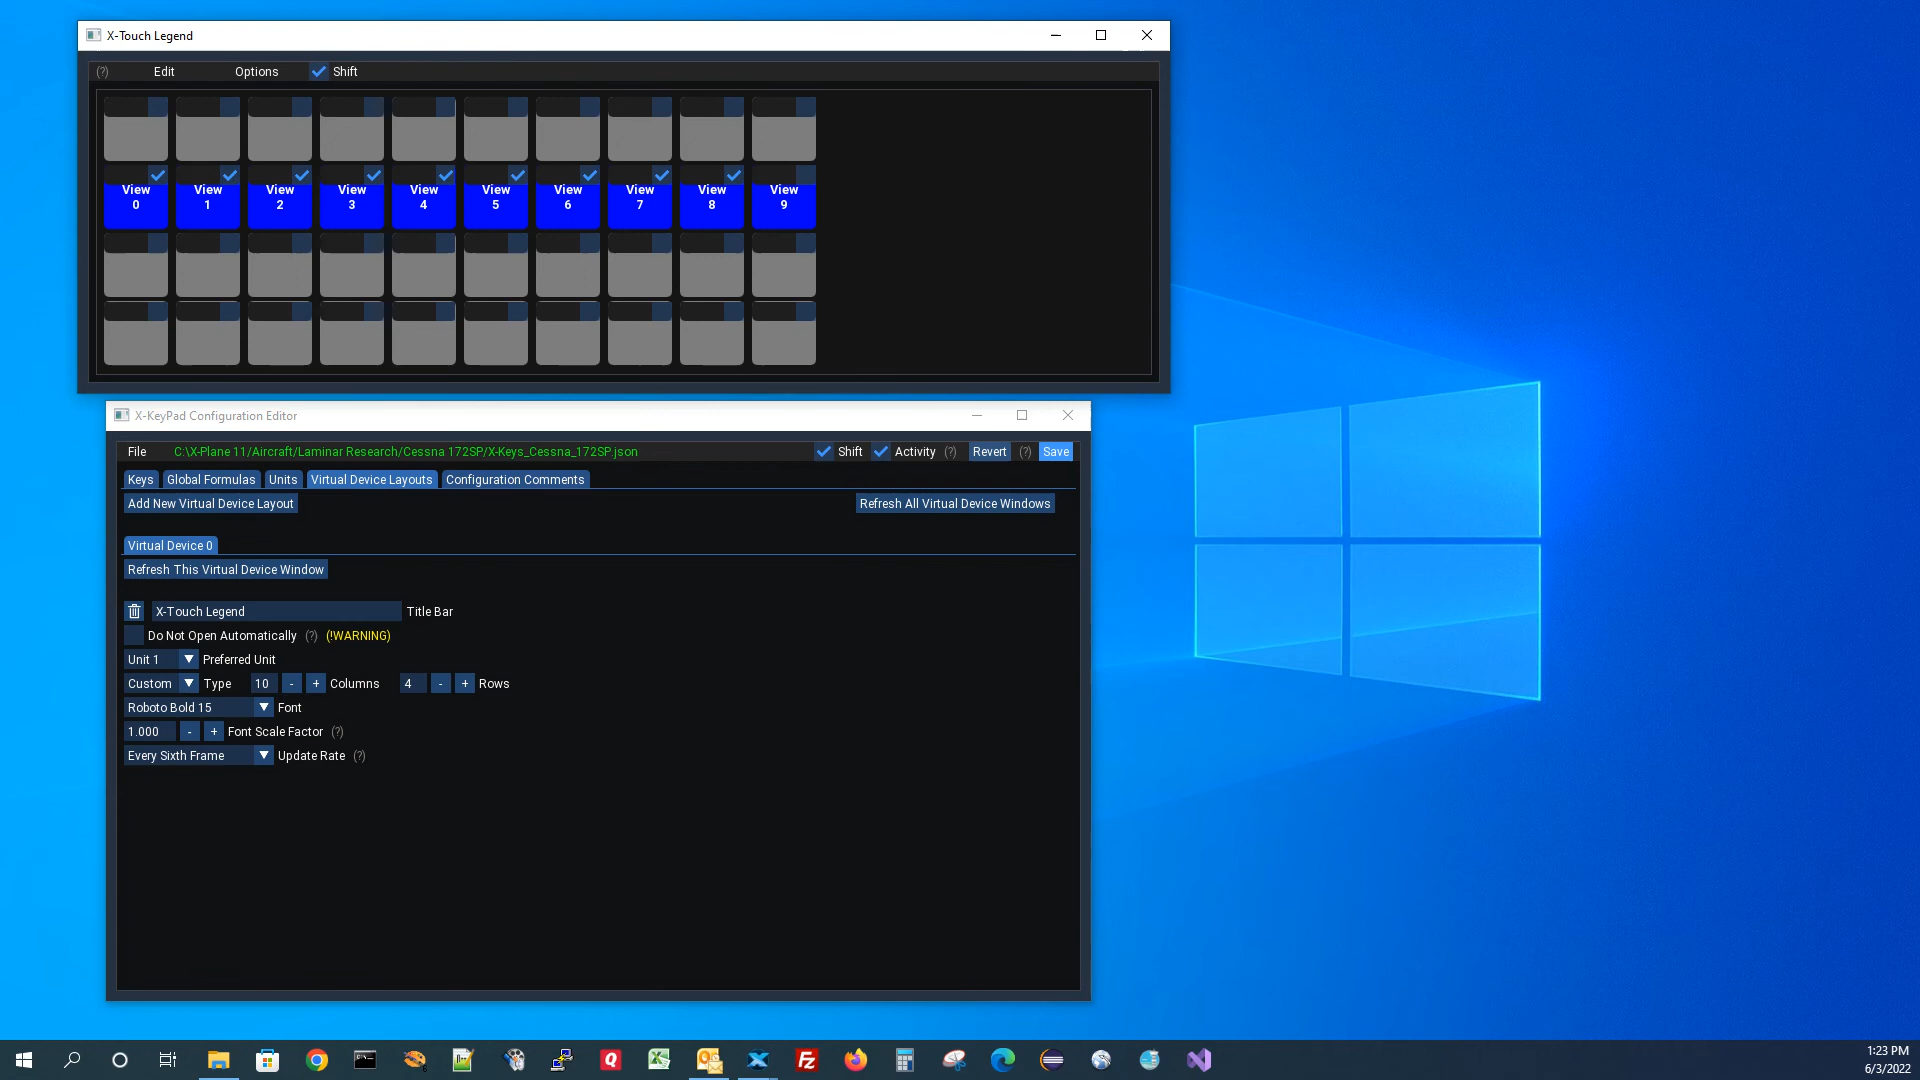 X-Touch Legend
(?) Edit Options Shift
View 0 View 1 View 2 View 3 View 4 View 5 View 6 View 7 View 8 View 9
X-KeyPad Configuration Editor
File C:\X-Plane 11/Aircraft/Laminar Research/Cessna 172SP/X-Keys_Cessna_172SP.json Shift Activity (?) Revert (?) Save
Keys Global Formulas Units Virtual Device Layouts Configuration Comments
Add New Virtual Device Layout Refresh All Virtual Device Windows
Virtual Device 0
Refresh This Virtual Device Window
X-Touch Legend Title Bar
Do Not Open Automatically (?) (!WARNING)
Unit 1 Preferred Unit
Custom Type 10 - + Columns 4 - + Rows
Roboto Bold 15 Font
1.000 - + Font Scale Factor (?)
Every Sixth Frame Update Rate (?)
1:23 PM
6/3/2022